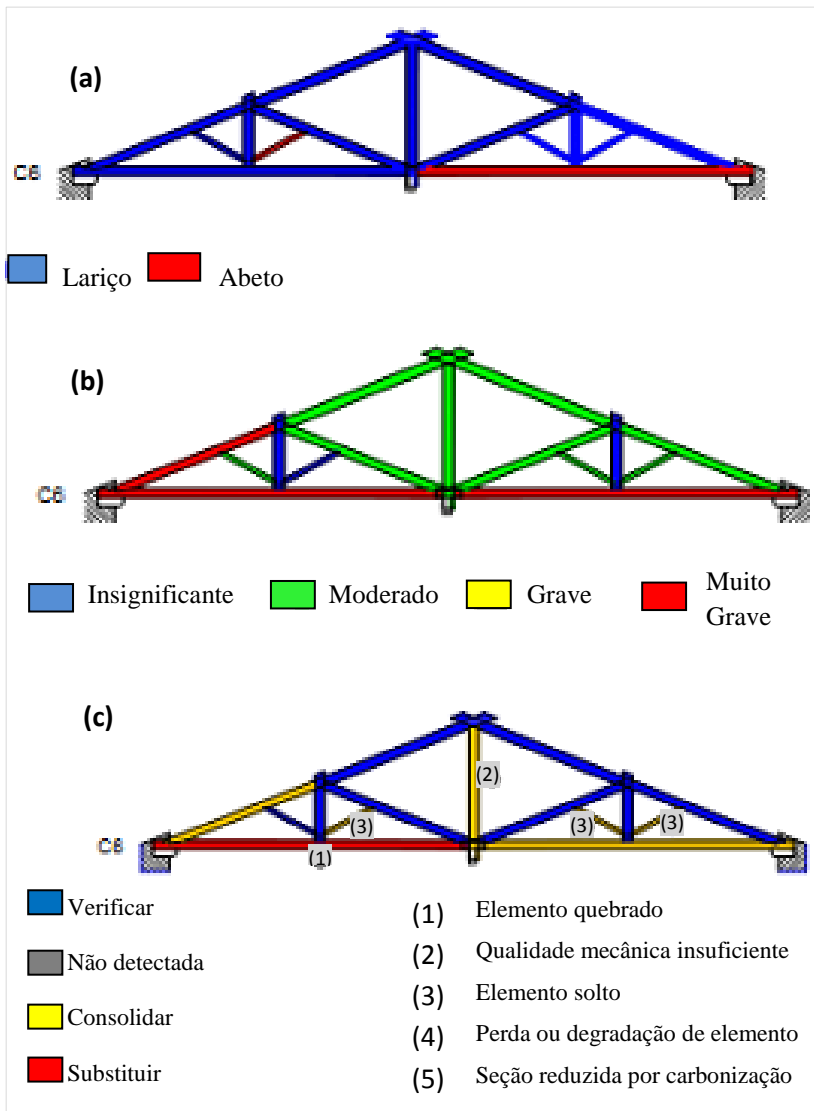 (a)
C6
Lariço Abeto
(b)
C6
Insignificante Moderado Grave Muito
Grave
(c)
(2)
(3) (3) (3)
C6
(1)
Verificar
Não detectada
Consolidar
Substituir
(1) Elemento quebrado
(2) Qualidade mecânica insuficiente
(3) Elemento solto
(4) Perda ou degradação de elemento
(5) Seção reduzida por carbonização